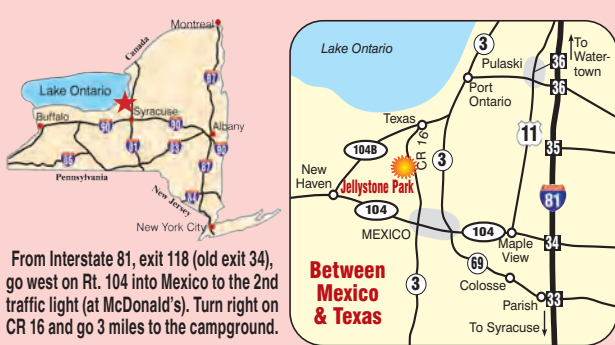 Montreal
Canada
Lake Ontario
87
Syracuse
Buffalo
90
90
Albany
90
81
88
87
86
Pennsylvania
84
New Jersey
New York City
From Interstate 81, exit 118 (old exit 34),
go west on Rt. 104 into Mexico to the 2nd
traffic light (at McDonald's). Turn right on
CR 16 and go 3 miles to the campground.
Lake Ontario
3
Pulaski
36
To
Water-
town
36
Port
Ontario
Texas
CR 16
11
104B
3
35
New
Haven
Jellystone Park
81
104
MEXICO
104
Maple
View
34
69
Between
Mexico
& Texas
3
Colosse
Parish
33
To Syracuse